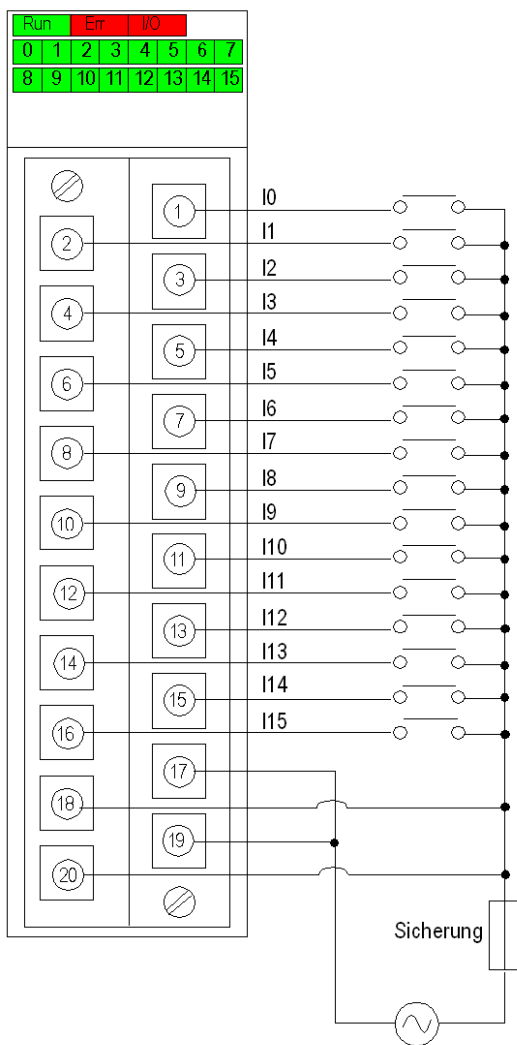 Run Err I/O
0 1 2 3 4 5 6 7
8 9 10 11 12 13 14 15
1 I0
2 I1
3 I2
4 I3
5 I4
6 I5
7 I6
8 I7
9 I8
10 I9
11 I10
12 I11
13 I12
14 I13
15 I14
16 I15
17
18
19
20
Sicherung